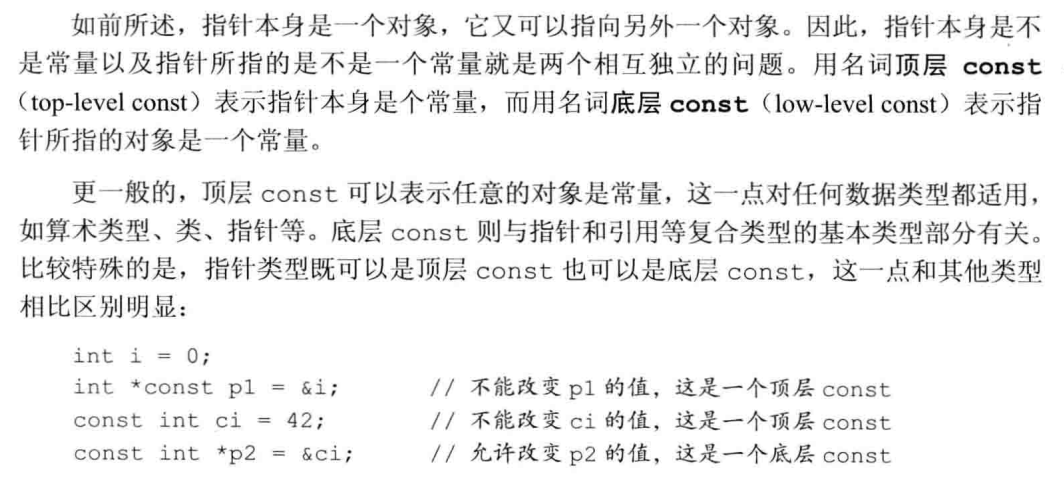 如前所述，指针本身是一个对象，它又可以指向另外一个对象。因此，指针本身是不
是常量以及指针所指的是不是一个常量就是两个相互独立的问题。用名词顶层 const
（top-level const）表示指针本身是个常量，而用名词底层 const（low-level const）表示指
针所指的对象是一个常量。
更一般的，顶层 const 可以表示任意的对象是常量，这一点对任何数据类型都适用，
如算术类型、类、指针等。底层 const 则与指针和引用等复合类型的基本类型部分有关。
比较特殊的是，指针类型既可以是顶层 const 也可以是底层 const，这一点和其他类型
相比区别明显：
int i = 0;
int *const p1 = &i; // 不能改变 p1 的值，这是一个顶层 const
const int ci = 42; // 不能改变 ci 的值，这是一个顶层 const
const int *p2 = &ci; // 允许改变 p2 的值，这是一个底层 const